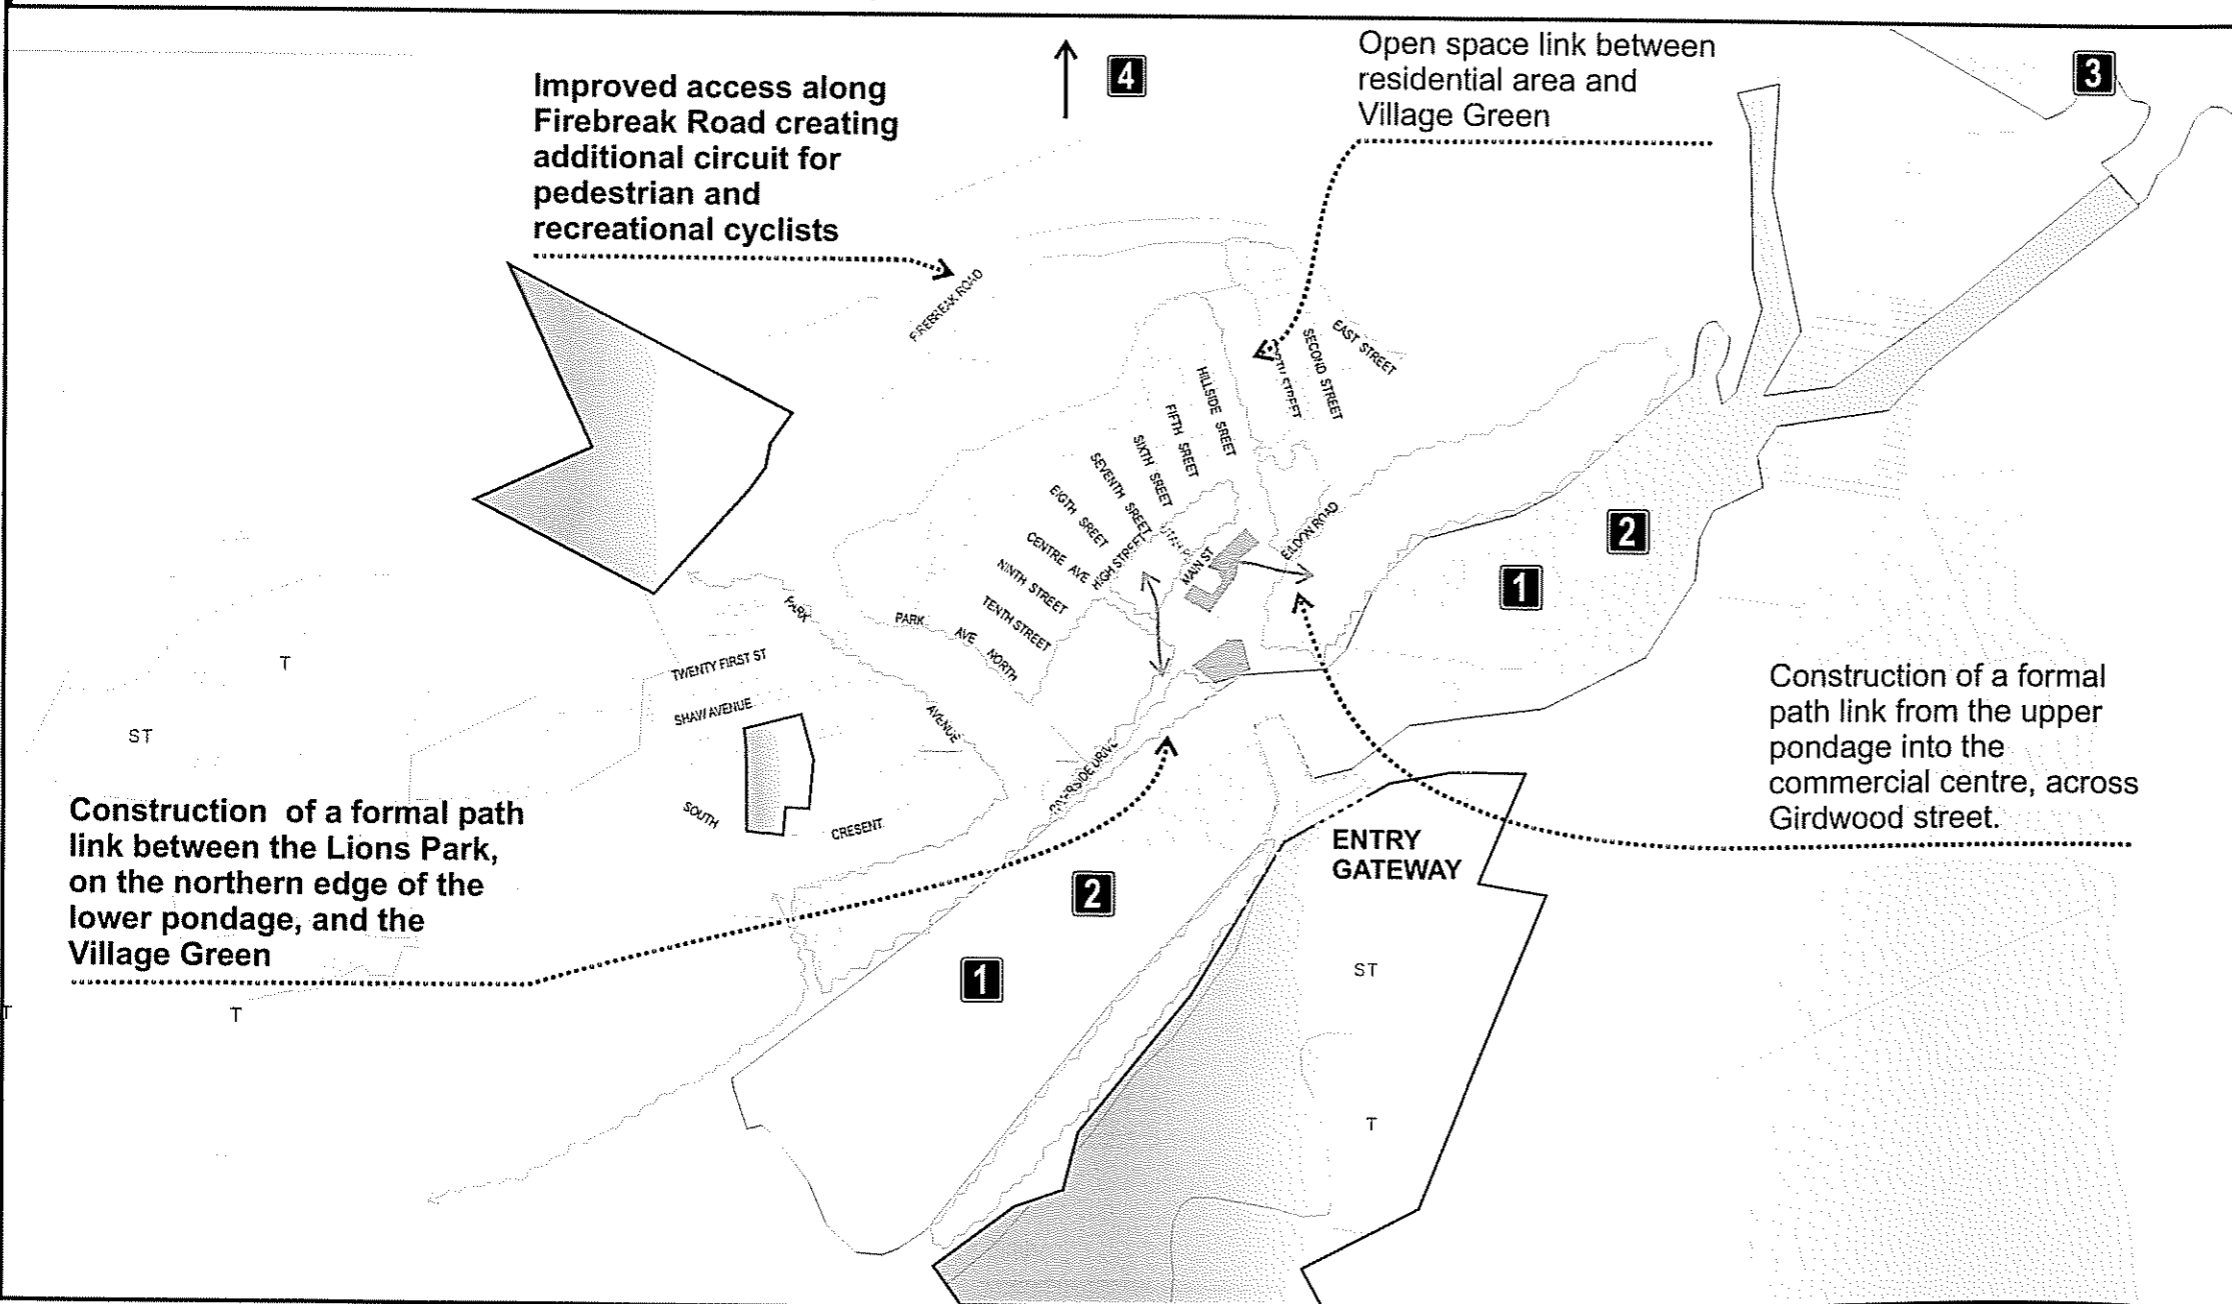 4
Open space link between
residential area and
Village Green
3
Improved access along
Firebreak Road creating
additional circuit for
pedestrian and
recreational cyclists
FIREBREAK ROAD
EAST STREET
SECOND STREET
STREET
HILLSIDE SREET
FIFTH SREET
SIXTH SREET
SEVENTH SREET
EIGTH SREET
CENTRE AVE
HIGH STREET
NINTH STREET
TENTH STREET
MAIN ST
EILDON ROAD
2
1
PARK
AVENUE
PARK AVE NORTH
TWENTY FIRST ST
SHAW AVENUE
SOUTH CRESENT
RIVERSIDE DRIVE
T
ST
Construction of a formal
path link from the upper
pondage into the
commercial centre, across
Girdwood street.
Construction of a formal path
link between the Lions Park,
on the northern edge of the
lower pondage, and the
Village Green
ENTRY
GATEWAY
2
1
ST
T
T
T